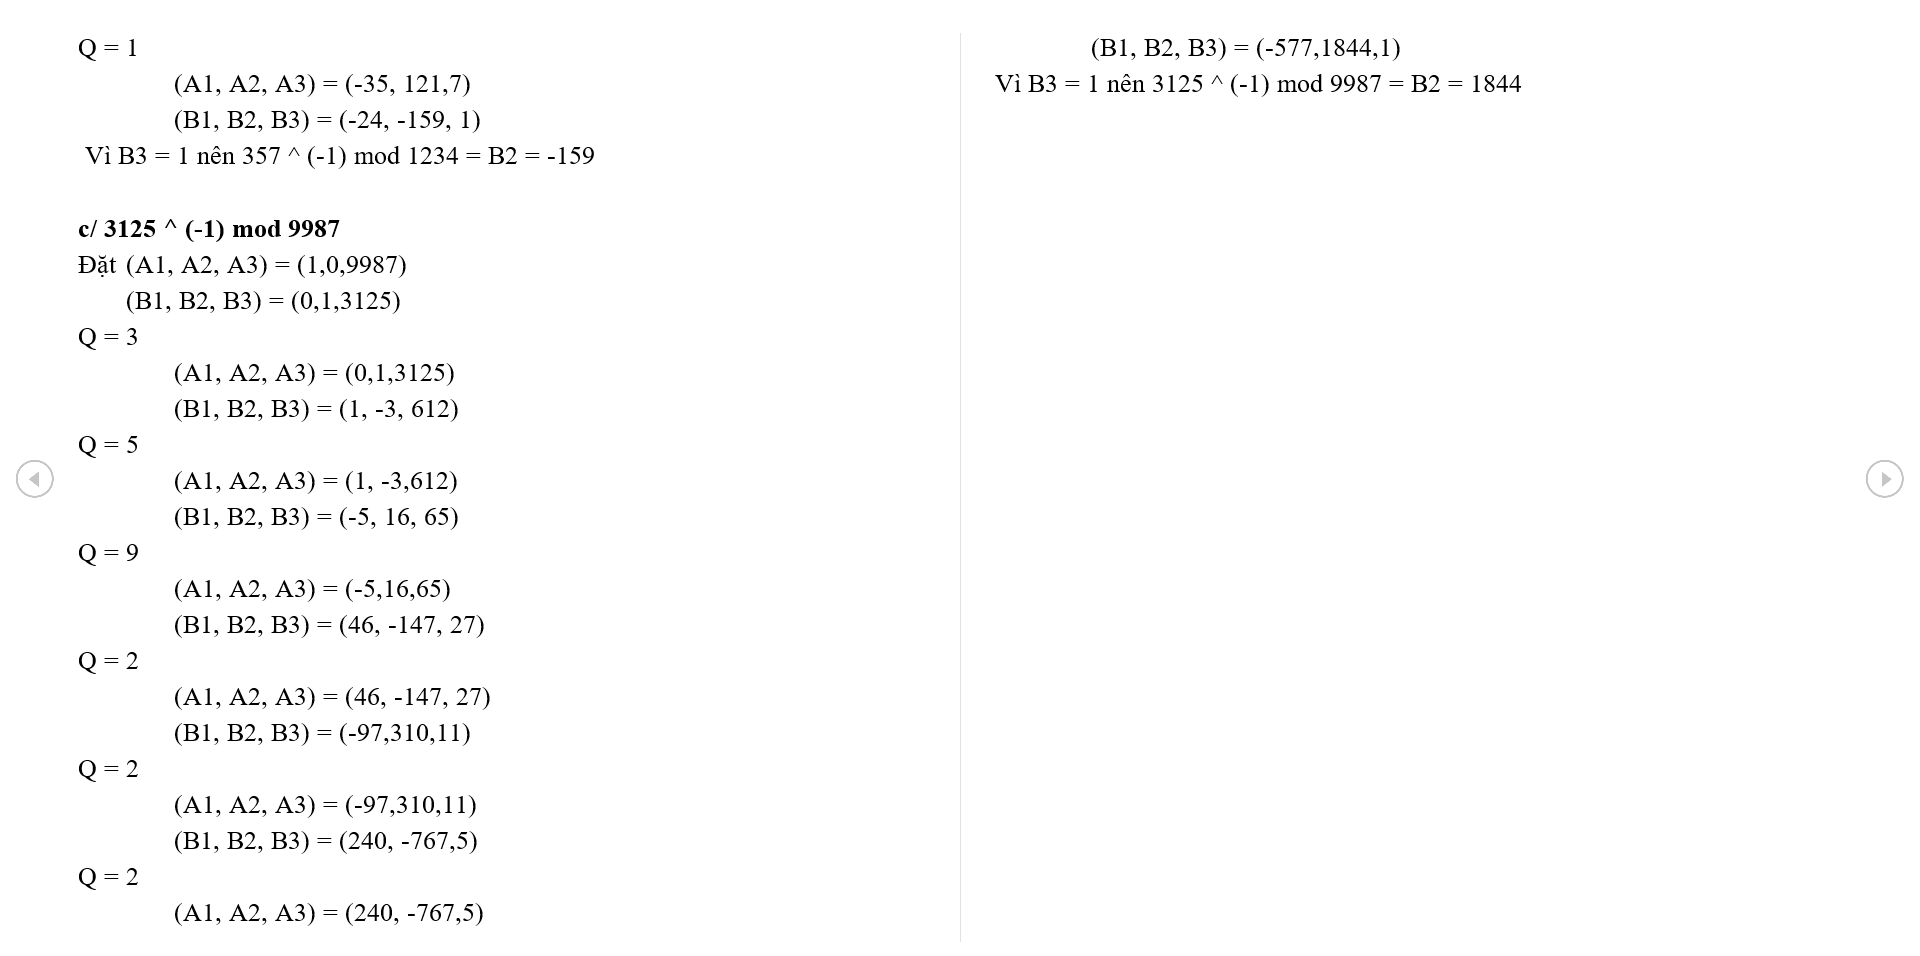 Q = 1
(A1, A2, A3) = (-35, 121,7)
(B1, B2, B3) = (-24, -159, 1)
Vì B3 = 1 nên 357 ^ (-1) mod 1234 = B2 = -159
c/ 3125 ^ (-1) mod 9987
Đặt (A1, A2, A3) = (1,0,9987)
(B1, B2, B3) = (0,1,3125)
Q = 3
(A1, A2, A3) = (0,1,3125)
(B1, B2, B3) = (1, -3, 612)
Q = 5
(A1, A2, A3) = (1, -3,612)
(B1, B2, B3) = (-5, 16, 65)
Q = 9
(A1, A2, A3) = (-5,16,65)
(B1, B2, B3) = (46, -147, 27)
Q = 2
(A1, A2, A3) = (46, -147, 27)
(B1, B2, B3) = (-97,310,11)
Q = 2
(A1, A2, A3) = (-97,310,11)
(B1, B2, B3) = (240, -767,5)
Q = 2
(A1, A2, A3) = (240, -767,5)
(B1, B2, B3) = (-577,1844,1)
Vì B3 = 1 nên 3125 ^ (-1) mod 9987 = B2 = 1844